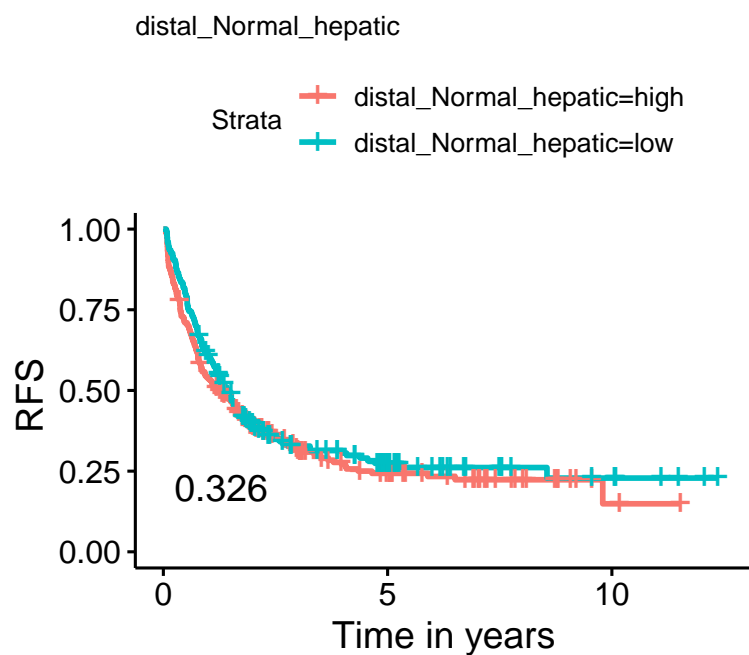 distal_Normal_hepatic
Strata
distal_Normal_hepatic=high
distal_Normal_hepatic=low
1.00
0.75
0.50
0.25
0.00
RFS
0.326
0
5
10
Time in years